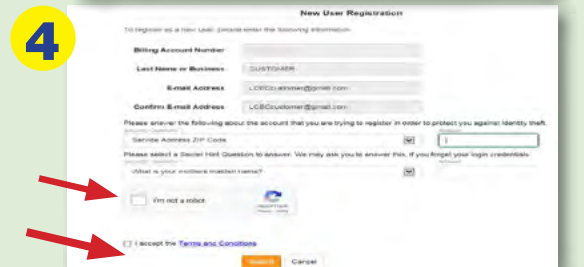 4
New User Registration
To register as a new user, please enter the following information.
Billing Account Number
Last Name or Business CUSTOMER
E-mail Address LCBCcustomer@gmail.com
Confirm E-mail Address LCBCcustomer@gmail.com
Please answer the following about the account that you are trying to register in order to protect you against identity theft.
Service Address ZIP Code
Please select a Secret Hint Question to answer. We may ask you to answer this, if you forget your login credentials.
What is your mothers maiden name?
I'm not a robot
I accept the Terms and Conditions
Submit Cancel